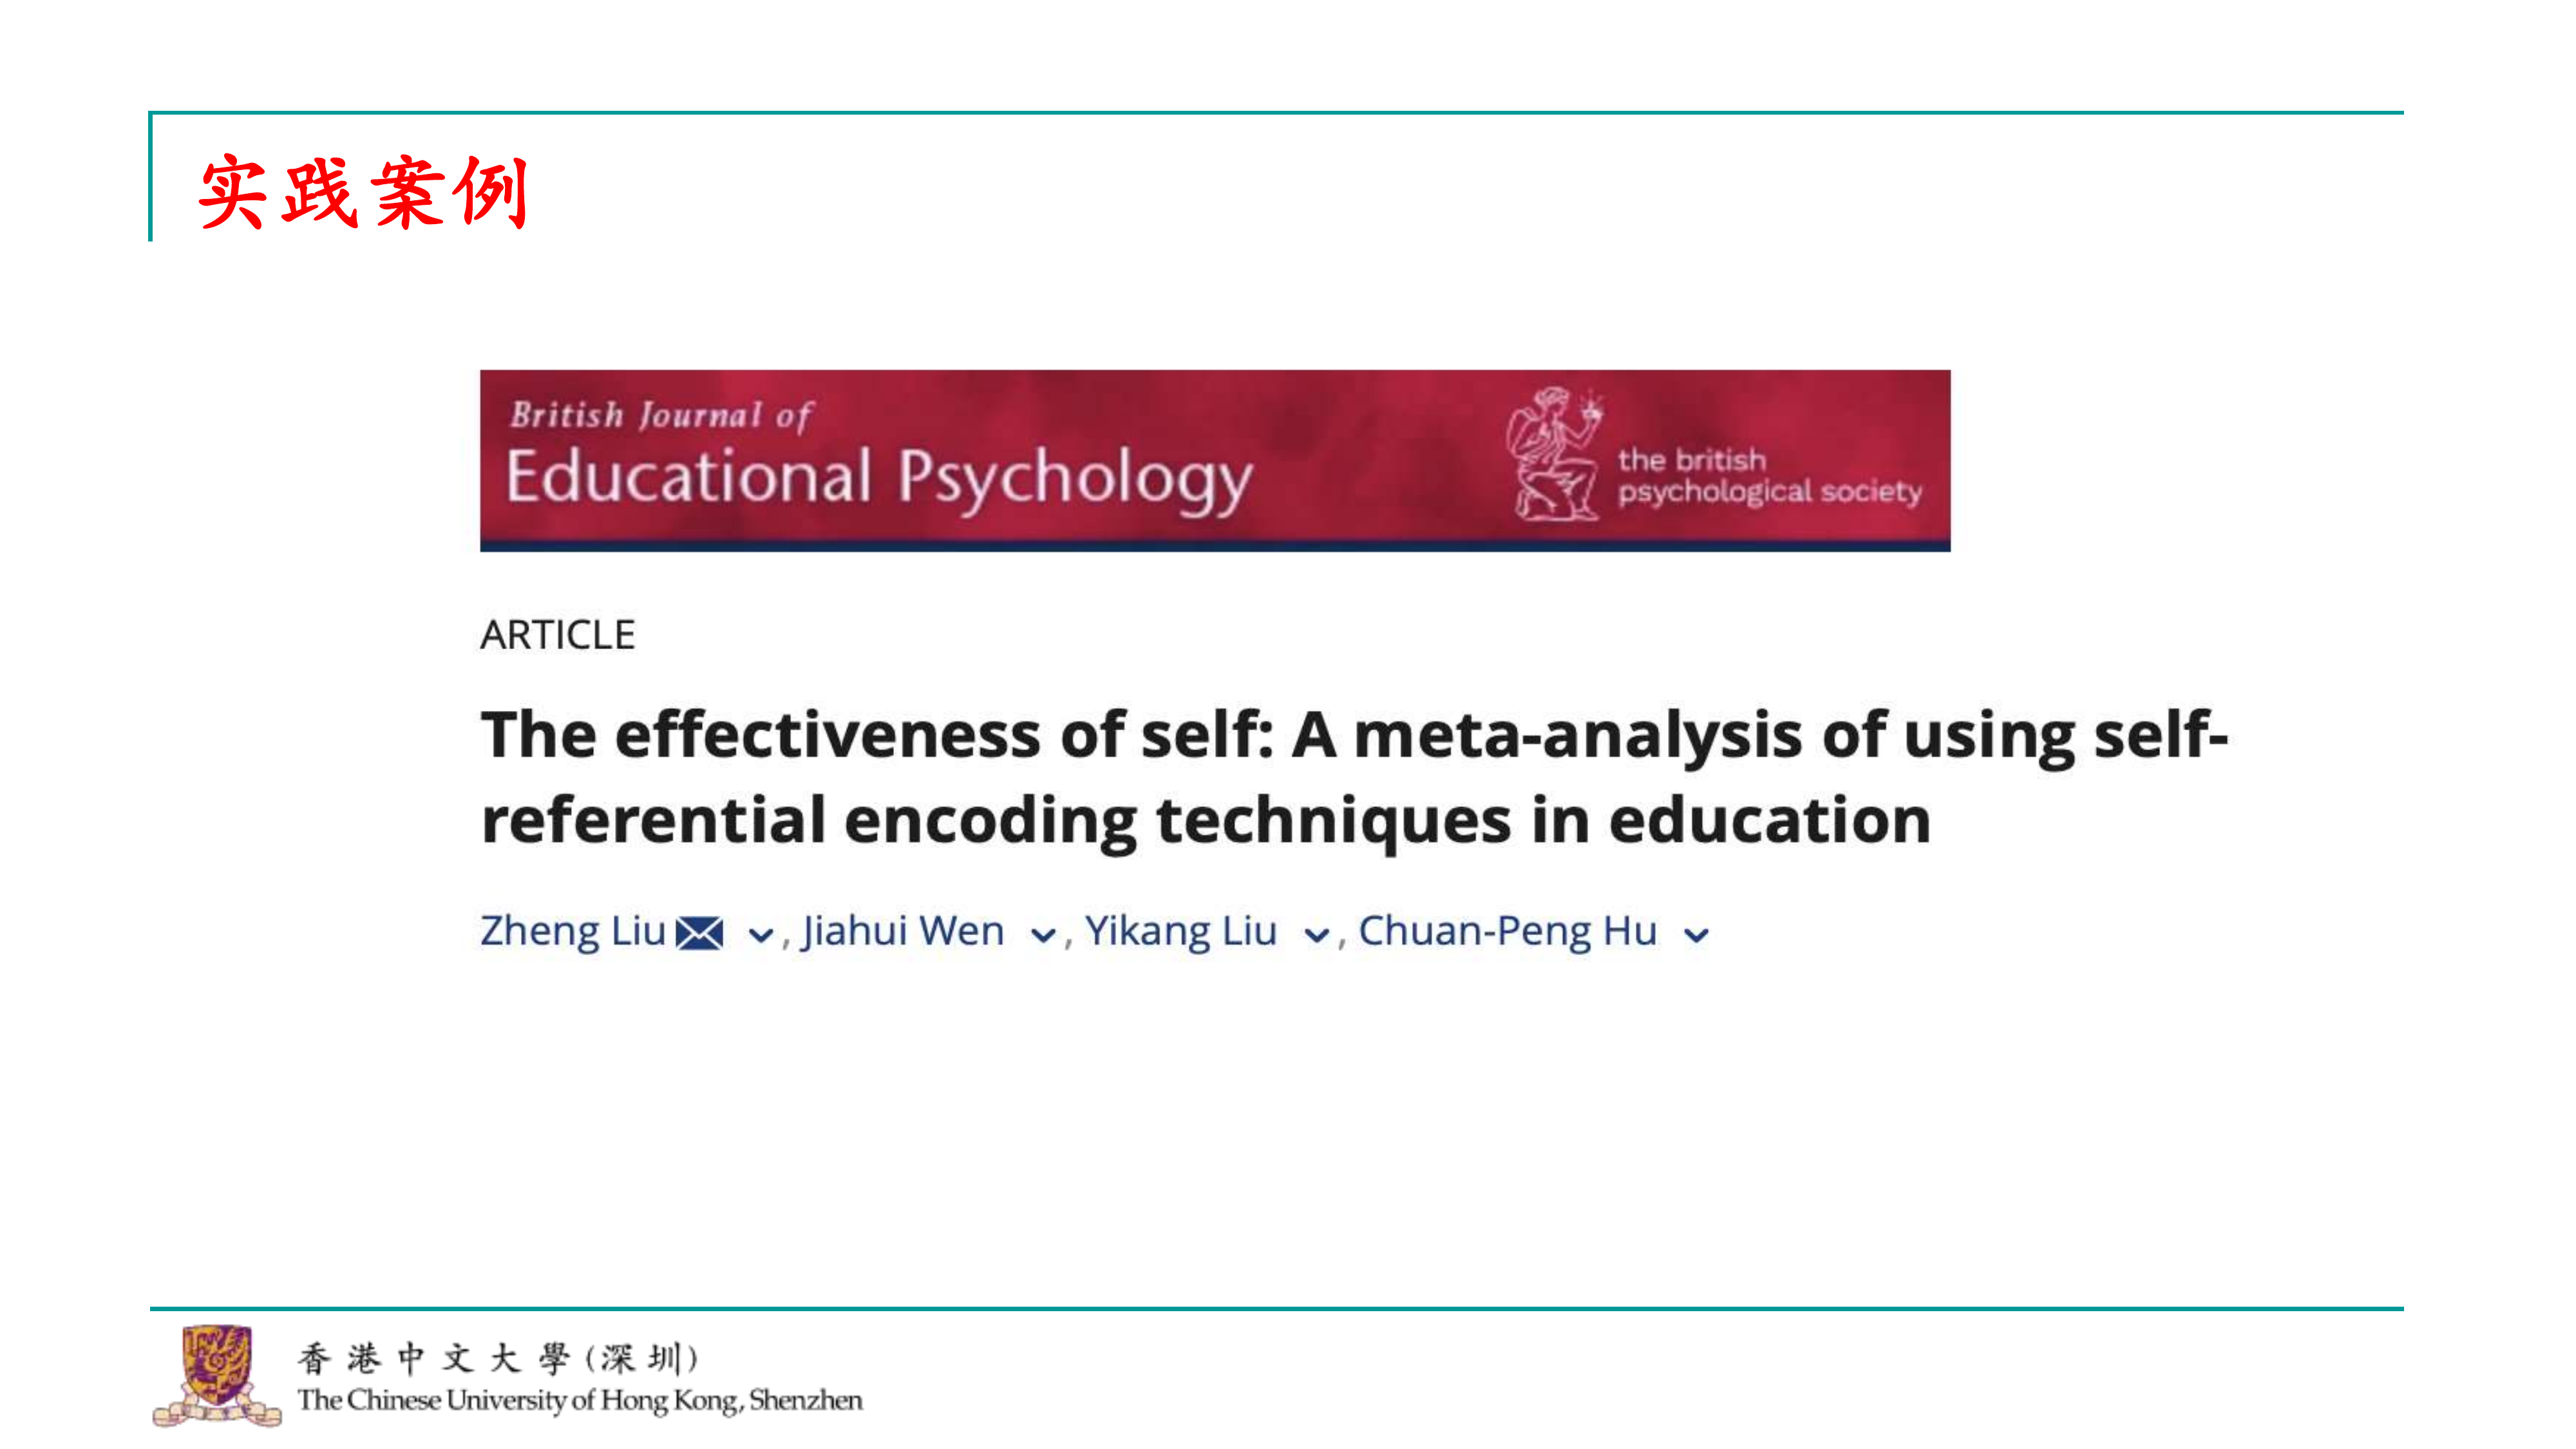 实践案例
British Journal of
Educational Psychology
the british
psychological society
ARTICLE
The effectiveness of self: A meta-analysis of using self-
referential encoding techniques in education
Zheng Liu , Jiahui Wen , Yikang Liu , Chuan-Peng Hu
香港中文大學(深圳)
The Chinese University of Hong Kong, Shenzhen